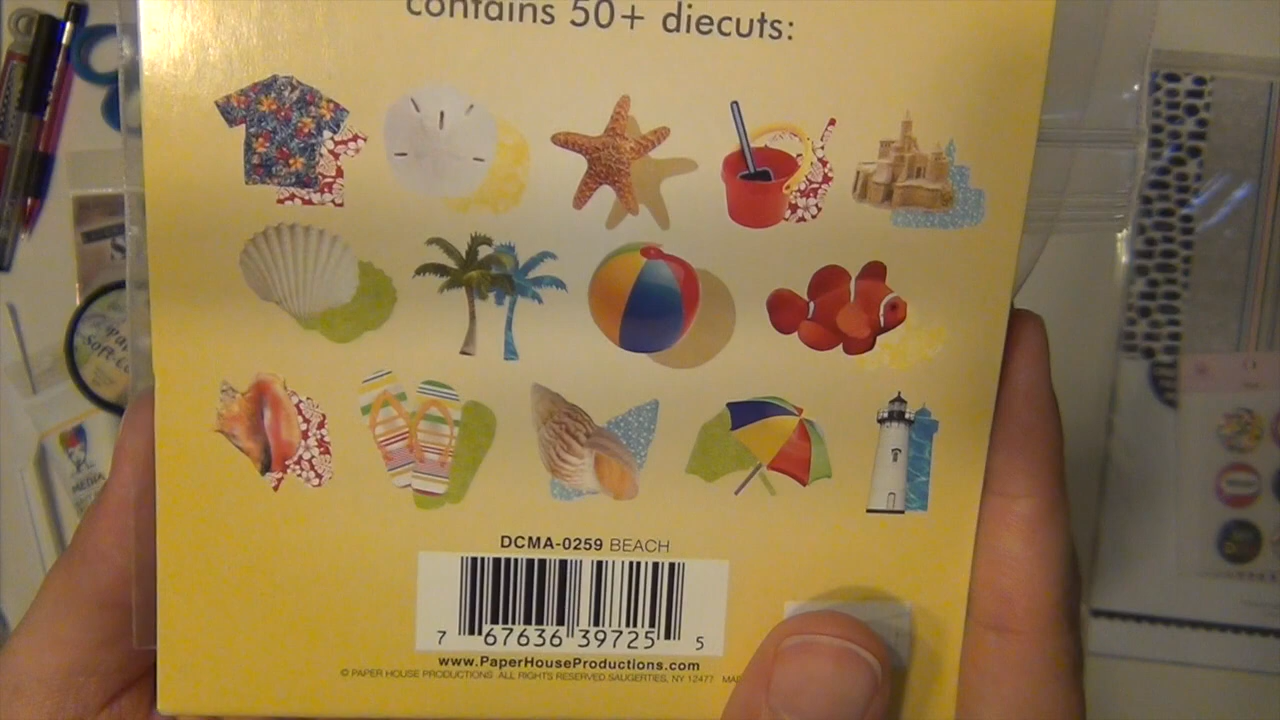 contains 50+ diecuts:
DCMA-0259 BEACH
7 67636 39725 5
www.PaperHouseProductions.com
© PAPER HOUSE PRODUCTIONS ALL RIGHTS RESERVED SAUGERTIES, NY 12477
MEDIA